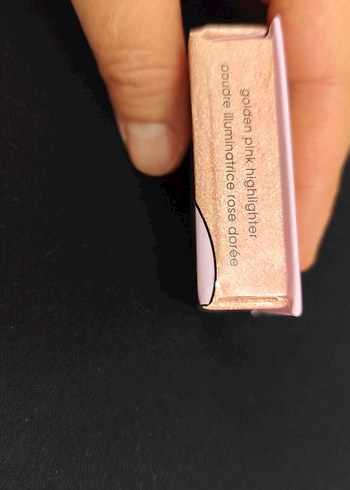 golden pink highlighter
poudre illuminatrice rose dorée